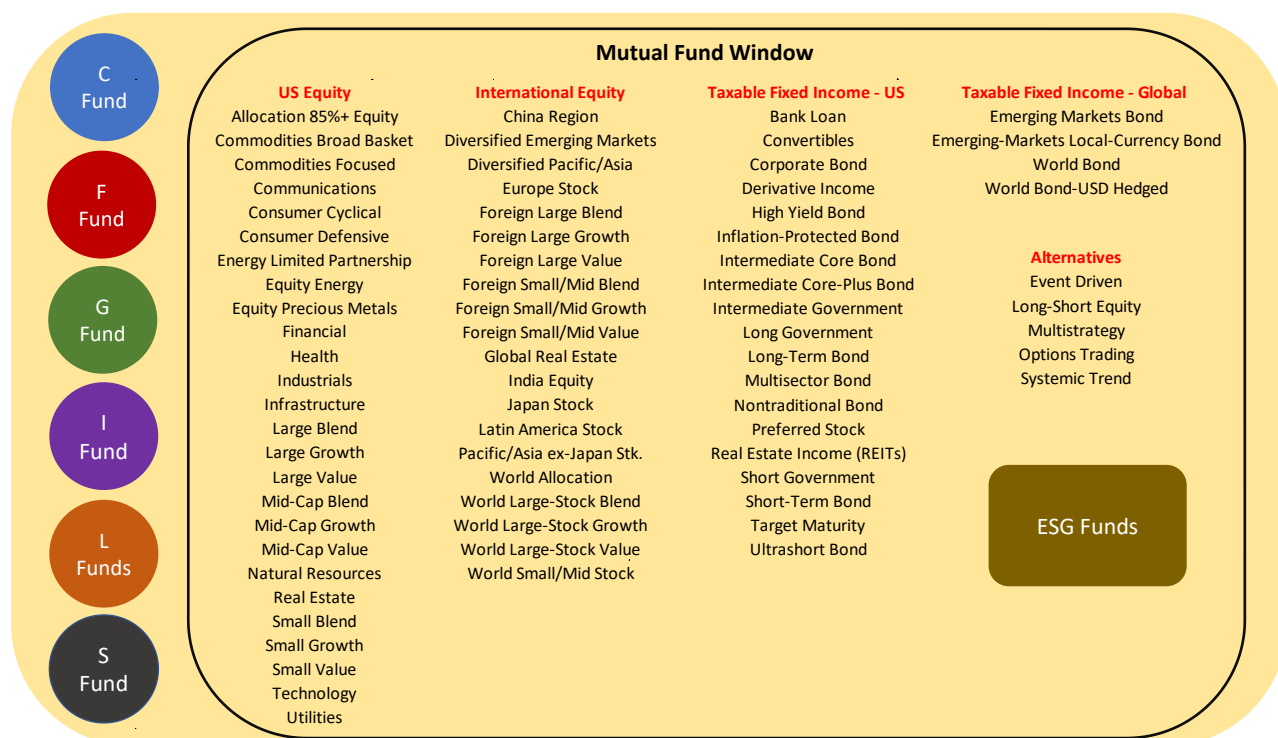 C
Fund
F
Fund
G
Fund
I
Fund
L
Funds
S
Fund
Mutual Fund Window
US Equity
Allocation 85%+ Equity
Commodities Broad Basket
Commodities Focused
Communications
Consumer Cyclical
Consumer Defensive
Energy Limited Partnership
Equity Energy
Equity Precious Metals
Financial
Health
Industrials
Infrastructure
Large Blend
Large Growth
Large Value
Mid-Cap Blend
Mid-Cap Growth
Mid-Cap Value
Natural Resources
Real Estate
Small Blend
Small Growth
Small Value
Technology
Utilities
International Equity
China Region
Diversified Emerging Markets
Diversified Pacific/Asia
Europe Stock
Foreign Large Blend
Foreign Large Growth
Foreign Large Value
Foreign Small/Mid Blend
Foreign Small/Mid Growth
Foreign Small/Mid Value
Global Real Estate
India Equity
Japan Stock
Latin America Stock
Pacific/Asia ex-Japan Stk.
World Allocation
World Large-Stock Blend
World Large-Stock Growth
World Large-Stock Value
World Small/Mid Stock
Taxable Fixed Income - US
Bank Loan
Convertibles
Corporate Bond
Derivative Income
High Yield Bond
Inflation-Protected Bond
Intermediate Core Bond
Intermediate Core-Plus Bond
Intermediate Government
Long Government
Long-Term Bond
Multisector Bond
Nontraditional Bond
Preferred Stock
Real Estate Income (REITs)
Short Government
Short-Term Bond
Target Maturity
Ultrashort Bond
Taxable Fixed Income - Global
Emerging Markets Bond
Emerging-Markets Local-Currency Bond
World Bond
World Bond-USD Hedged
Alternatives
Event Driven
Long-Short Equity
Multistrategy
Options Trading
Systemic Trend
ESG Funds